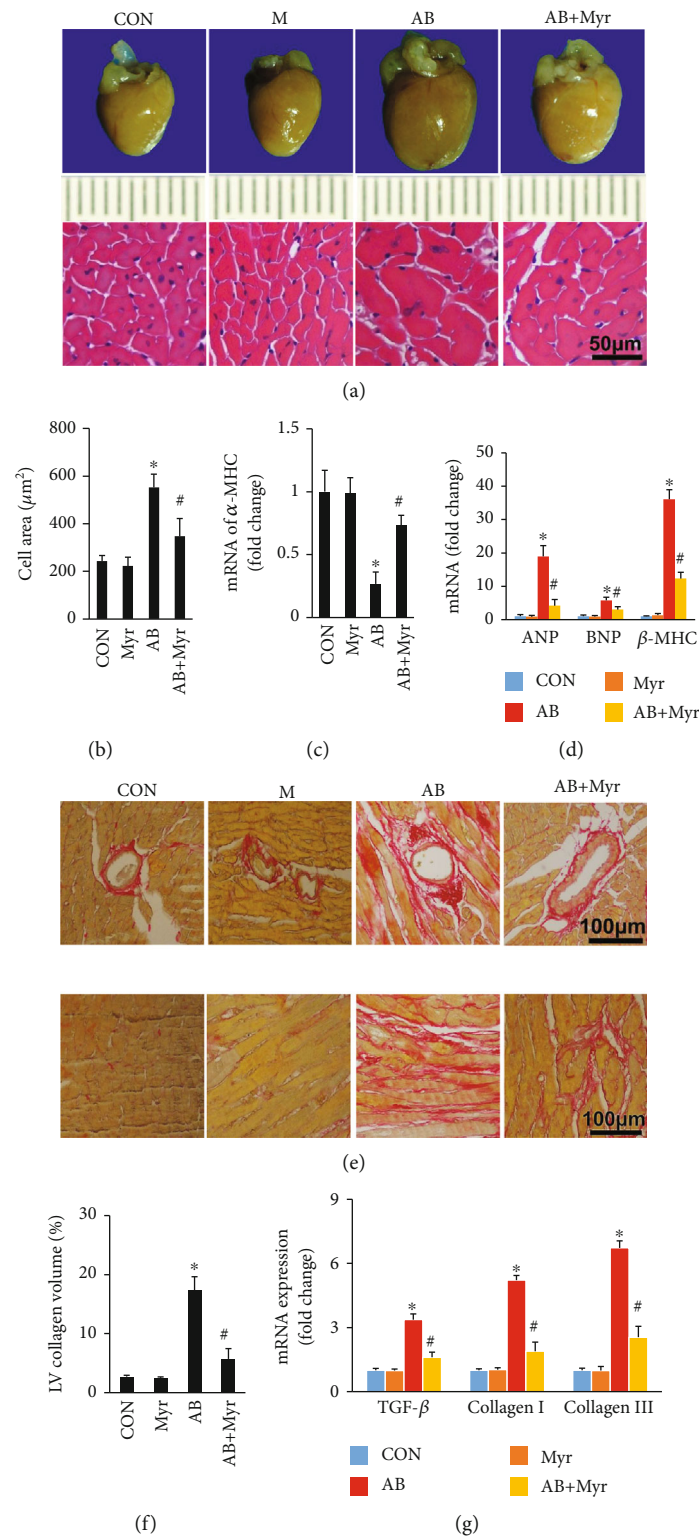 CON M AB AB+Myr
50μm
(a)
800
600
400
200
0
Cell area (μm²)
*
#
CON
Myr
AB
AB+Myr
(b)
1.5
1
0.5
0
mRNA of α-MHC
(fold change)
*
#
CON
Myr
AB
AB+Myr
(c)
50
40
30
20
10
0
mRNA (fold change)
* # * # * #
ANP BNP β-MHC
CON Myr
AB AB+Myr
(d)
CON M AB AB+Myr
100μm
100μm
(e)
30
20
10
0
LV collagen volume (%)
*
#
CON
Myr
AB
AB+Myr
(f)
9
6
3
0
mRNA expression
(fold change)
* # * # * #
TGF-β Collagen I Collagen III
CON Myr
AB AB+Myr
(g)